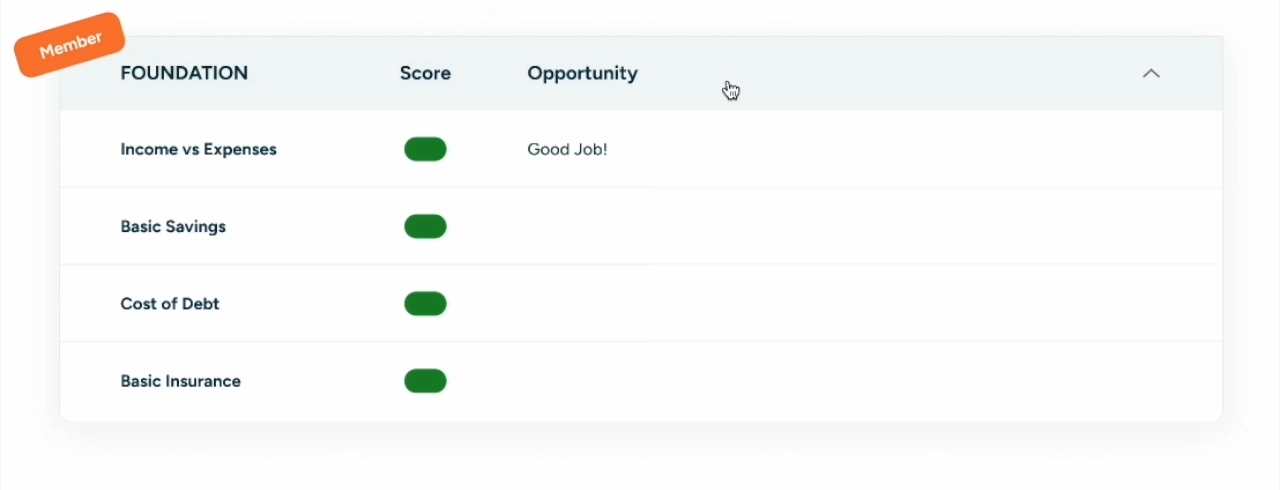 Member
FOUNDATION Score Opportunity
Income vs Expenses Good Job!
Basic Savings
Cost of Debt
Basic Insurance